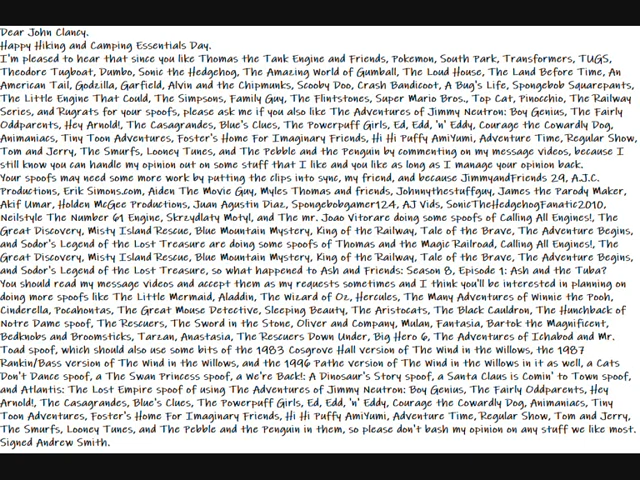 Dear John Clancy.
Happy Hiking and Camping Essentials Day.
I'm pleased to hear that since you like Thomas the Tank Engine and Friends, Pokemon, South Park, Transformers, TUGS,
Theodore Tugboat, Dumbo, Sonic the Hedgehog, The Amazing World of Gumball, The Loud House, The Land Before Time, An
American Tail, Godzilla, Garfield, Alvin and the Chipmunks, Scooby Doo, Crash Bandicoot, A Bug's Life, Spongebob Squarepants,
The Little Engine That Could, The Simpsons, Family Guy, The Flintstones, Super Mario Bros., Top Cat, Pinocchio, The Railway
Series, and Rugrats for your spoofs, please ask me if you also like The Adventures of Jimmy Neutron: Boy Genius, The Fairly
Oddparents, Hey Arnold!, The Casagrandes, Blue's Clues, The Powerpuff Girls, Ed, Edd, 'n' Eddy, Courage the Cowardly Dog,
Animaniacs, Tiny Toon Adventures, Foster's Home For Imaginary Friends, Hi Hi Puffy AmiYumi, Adventure Time, Regular Show,
Tom and Jerry, The Smurfs, Looney Tunes, and The Pebble and the Penguin by commenting on my message videos, because I
still know you can handle my opinion out on some stuff that I like and you like as long as I manage your opinion back.
Your spoofs may need some more work by putting the clips into sync, my friend, and because JimmyandFriends 29, A.J.C.
Productions, Erik Simons.com, Aiden The Movie Guy, Myles Thomas and friends, Johnnythestuffguy, James the Parody Maker,
Akif Umar, Holden McGee Productions, Juan Agustin Diaz, Spongebobgamer124, AJ Vids, SonicTheHedgehogFanatic2010,
Neilstyle The Number 61 Engine, Skrzydlaty Motyl, and The mr. Joao Vitorare doing some spoofs of Calling All Engines!, The
Great Discovery, Misty Island Rescue, Blue Mountain Mystery, King of the Railway, Tale of the Brave, The Adventure Begins,
and Sodor's Legend of the Lost Treasure are doing some spoofs of Thomas and the Magic Railroad, Calling All Engines!, The
Great Discovery, Misty Island Rescue, Blue Mountain Mystery, King of the Railway, Tale of the Brave, The Adventure Begins,
and Sodor's Legend of the Lost Treasure, so what happened to Ash and Friends: Season 8, Episode 1: Ash and the Tuba?
You should read my message videos and accept them as my requests sometimes and I think you'll be interested in planning on
doing more spoofs like The Little Mermaid, Aladdin, The Wizard of Oz, Hercules, The Many Adventures of Winnie the Pooh,
Cinderella, Pocahontas, The Great Mouse Detective, Sleeping Beauty, The Aristocats, The Black Cauldron, The Hunchback of
Notre Dame spoof, The Rescuers, The Sword in the Stone, Oliver and Company, Mulan, Fantasia, Bartok the Magnificent,
Bedknobs and Broomsticks, Tarzan, Anastasia, The Rescuers Down Under, Big Hero 6, The Adventures of Ichabod and Mr.
Toad spoof, which should also use some bits of the 1983 Cosgrove Hall version of The Wind in the Willows, the 1987
Rankin/Bass version of The Wind in the Willows, and the 1996 Pathe version of The Wind in the Willows in it as well, a Cats
Don't Dance spoof, a The Swan Princess spoof, a We're Back!: A Dinosaur's Story spoof, a Santa Claus is Comin' to Town spoof,
and Atlantis: The Lost Empire spoof of using The Adventures of Jimmy Neutron: Boy Genius, The Fairly Oddparents, Hey
Arnold!, The Casagrandes, Blue's Clues, The Powerpuff Girls, Ed, Edd, 'n' Eddy, Courage the Cowardly Dog, Animaniacs, Tiny
Toon Adventures, Foster's Home For Imaginary Friends, Hi Hi Puffy AmiYumi, Adventure Time, Regular Show, Tom and Jerry,
The Smurfs, Looney Tunes, and The Pebble and the Penguin in them, so please don't bash my opinion on any stuff we like most.
Signed Andrew Smith.